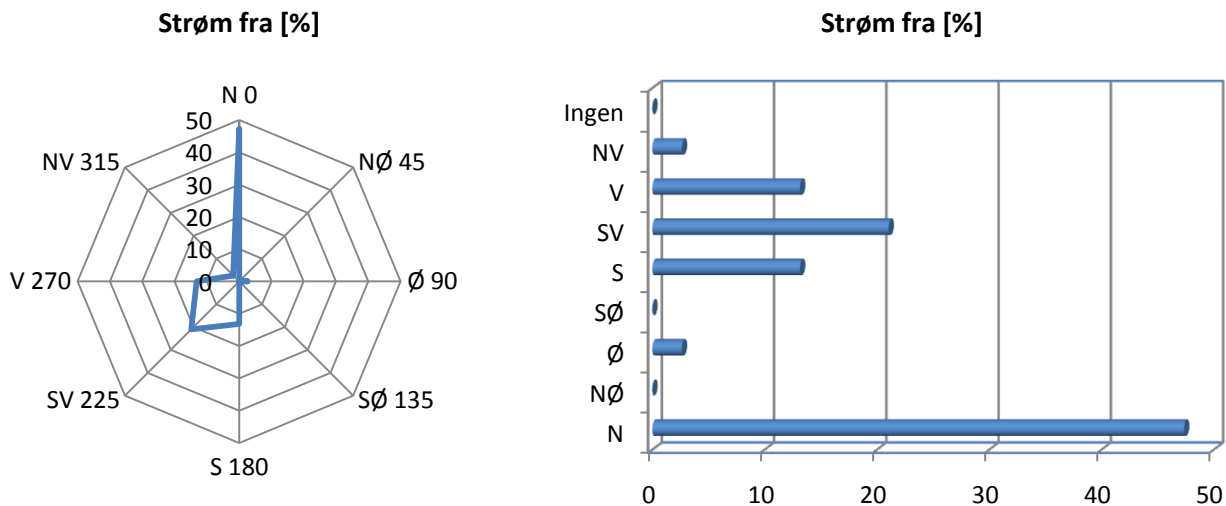 Strøm fra [%]
N 0
50
40
30
20
10
0
NØ 45
Ø 90
SØ 135
S 180
SV 225
V 270
NV 315
Strøm fra [%]
Ingen
NV
V
SV
S
SØ
Ø
NØ
N
0 10 20 30 40 50